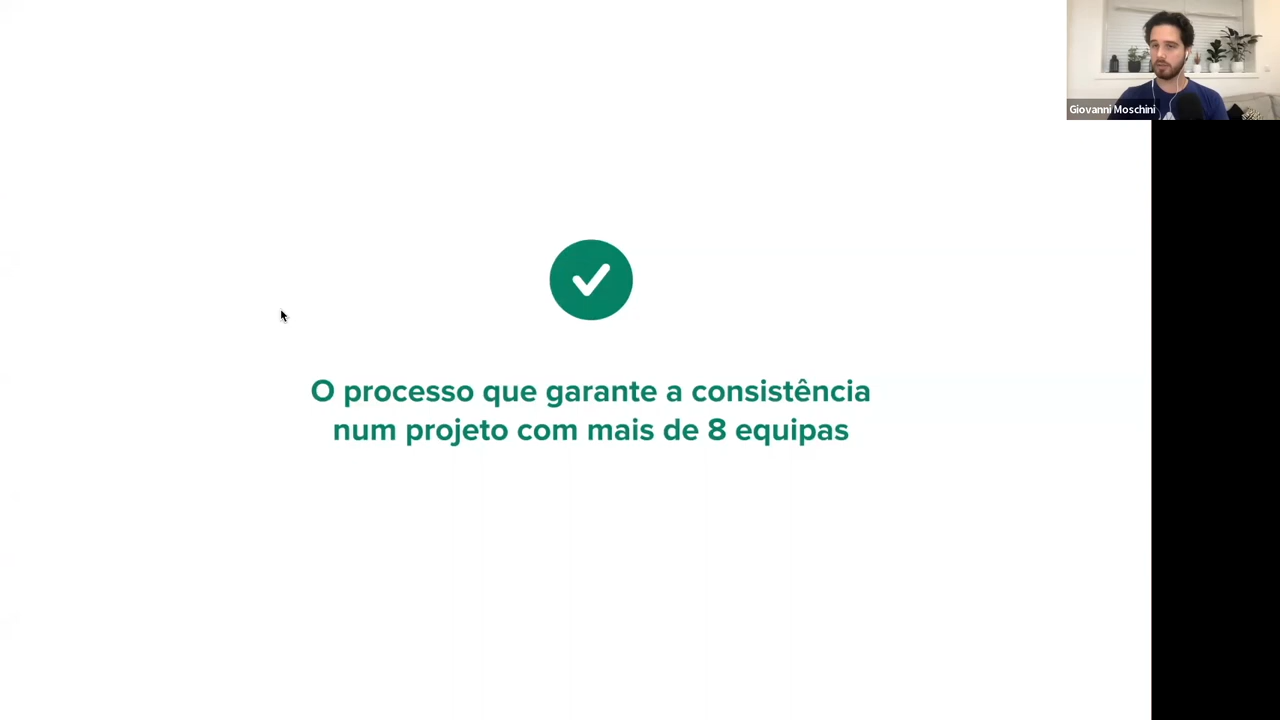 Giovanni Moschini
O processo que garante a consistência
num projeto com mais de 8 equipas